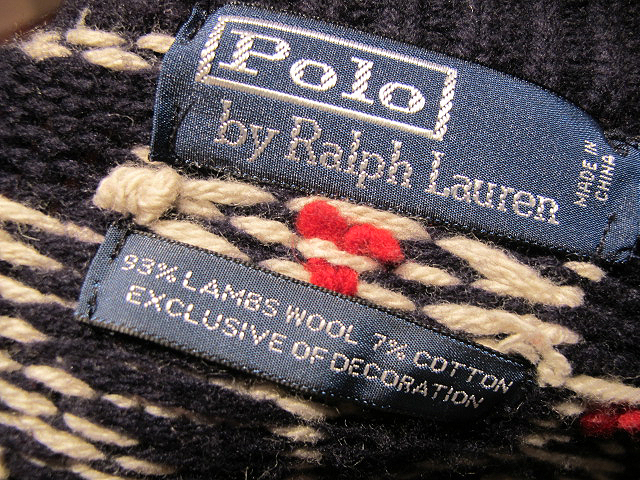 Polo
by Ralph Lauren
MADE IN
CHINA
93% LAMBS WOOL 7% COTTON
EXCLUSIVE OF DECORATION